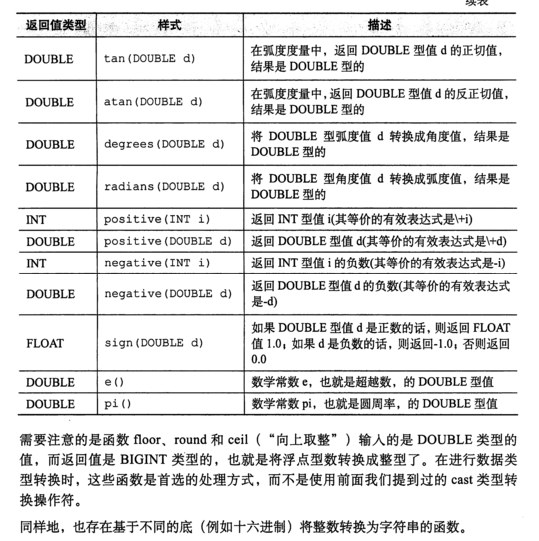 续表
返回值类型 样式 描述
DOUBLE tan(DOUBLE d) 在弧度度量中，返回 DOUBLE 型值 d 的正切值，
结果是 DOUBLE 型的
DOUBLE atan(DOUBLE d) 在弧度度量中,返回 DOUBLE 型值 d 的反正切值，
结果是 DOUBLE 型的
DOUBLE degrees(DOUBLE d) 将 DOUBLE 型弧度值 d 转换成角度值，结果是
DOUBLE 型的
DOUBLE radians(DOUBLE d) 将 DOUBLE 型角度值 d 转换成弧度值，结果是
DOUBLE 型的
INT positive(INT i) 返回 INT 型值 i(其等价的有效表达式是\+i)
DOUBLE positive(DOUBLE d) 返回 DOUBLE 型值 d(其等价的有效表达式是\+d)
INT negative(INT i) 返回 INT 型值 i 的负数(其等价的有效表达式是-i)
DOUBLE negative(DOUBLE d) 返回 DOUBLE 型值 d 的负数(其等价的有效表达式
是-d)
FLOAT sign(DOUBLE d) 如果 DOUBLE 型值 d 是正数的话，则返回 FLOAT
值 1.0；如果 d 是负数的话，则返回-1.0；否则返回
0.0
DOUBLE e() 数学常数 e，也就是超越数，的 DOUBLE 型值
DOUBLE pi() 数学常数 pi，也就是圆周率，的 DOUBLE 型值
需要注意的是函数 floor、round 和 ceil（“向上取整”）输入的是 DOUBLE 类型的
值，而返回值是 BIGINT 类型的，也就是将浮点型数转换成整型了。在进行数据类
型转换时，这些函数是首选的处理方式，而不是使用前面我们提到过的 cast 类型转
换操作符。
同样地，也存在基于不同的底（例如十六进制）将整数转换为字符串的函数。